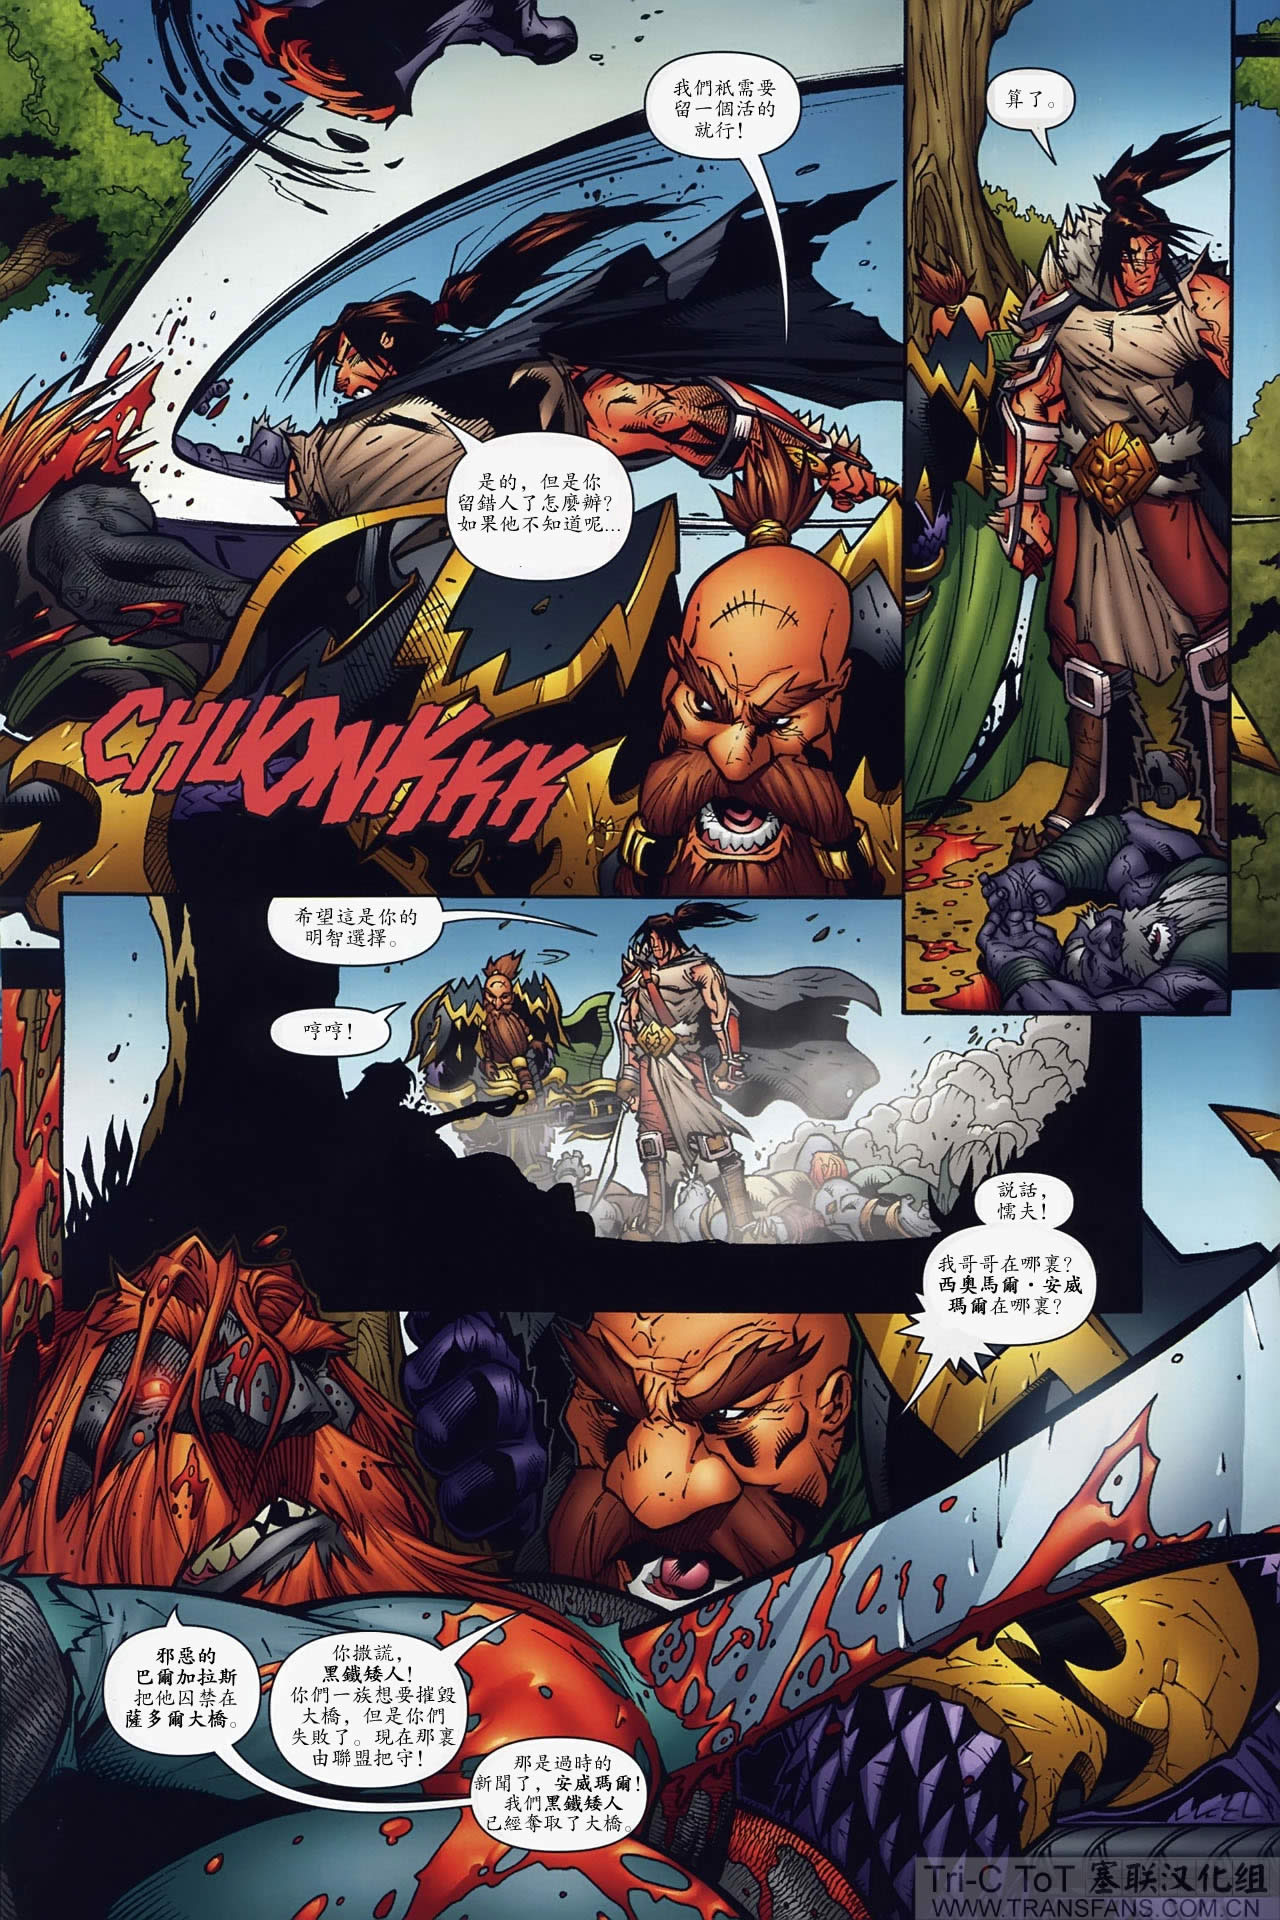 我們祇需要
留一個活的
就行！
是的，但是你
留錯人了怎麼辦？
如果他不知道呢...
CHUONKKKK
算了。
希望這是你的
明智選擇。
哼哼！
説話，
懦夫！
我哥哥在哪裏？
西奧馬爾·安威
瑪爾在哪裏？
邪惡的
巴爾加拉斯
把他囚禁在
薩多爾大橋。
你撒謊，
黑鐵矮人！
你們一族想要摧毀
大橋，但是你們
失敗了。現在那裏
由聯盟把守！
那是過時的
新聞了，安威瑪爾！
我們黑鐵矮人
已經奪取了大橋。
Tri-C ToT 塞联汉化组
WWW.TRANSFANS.COM.CN